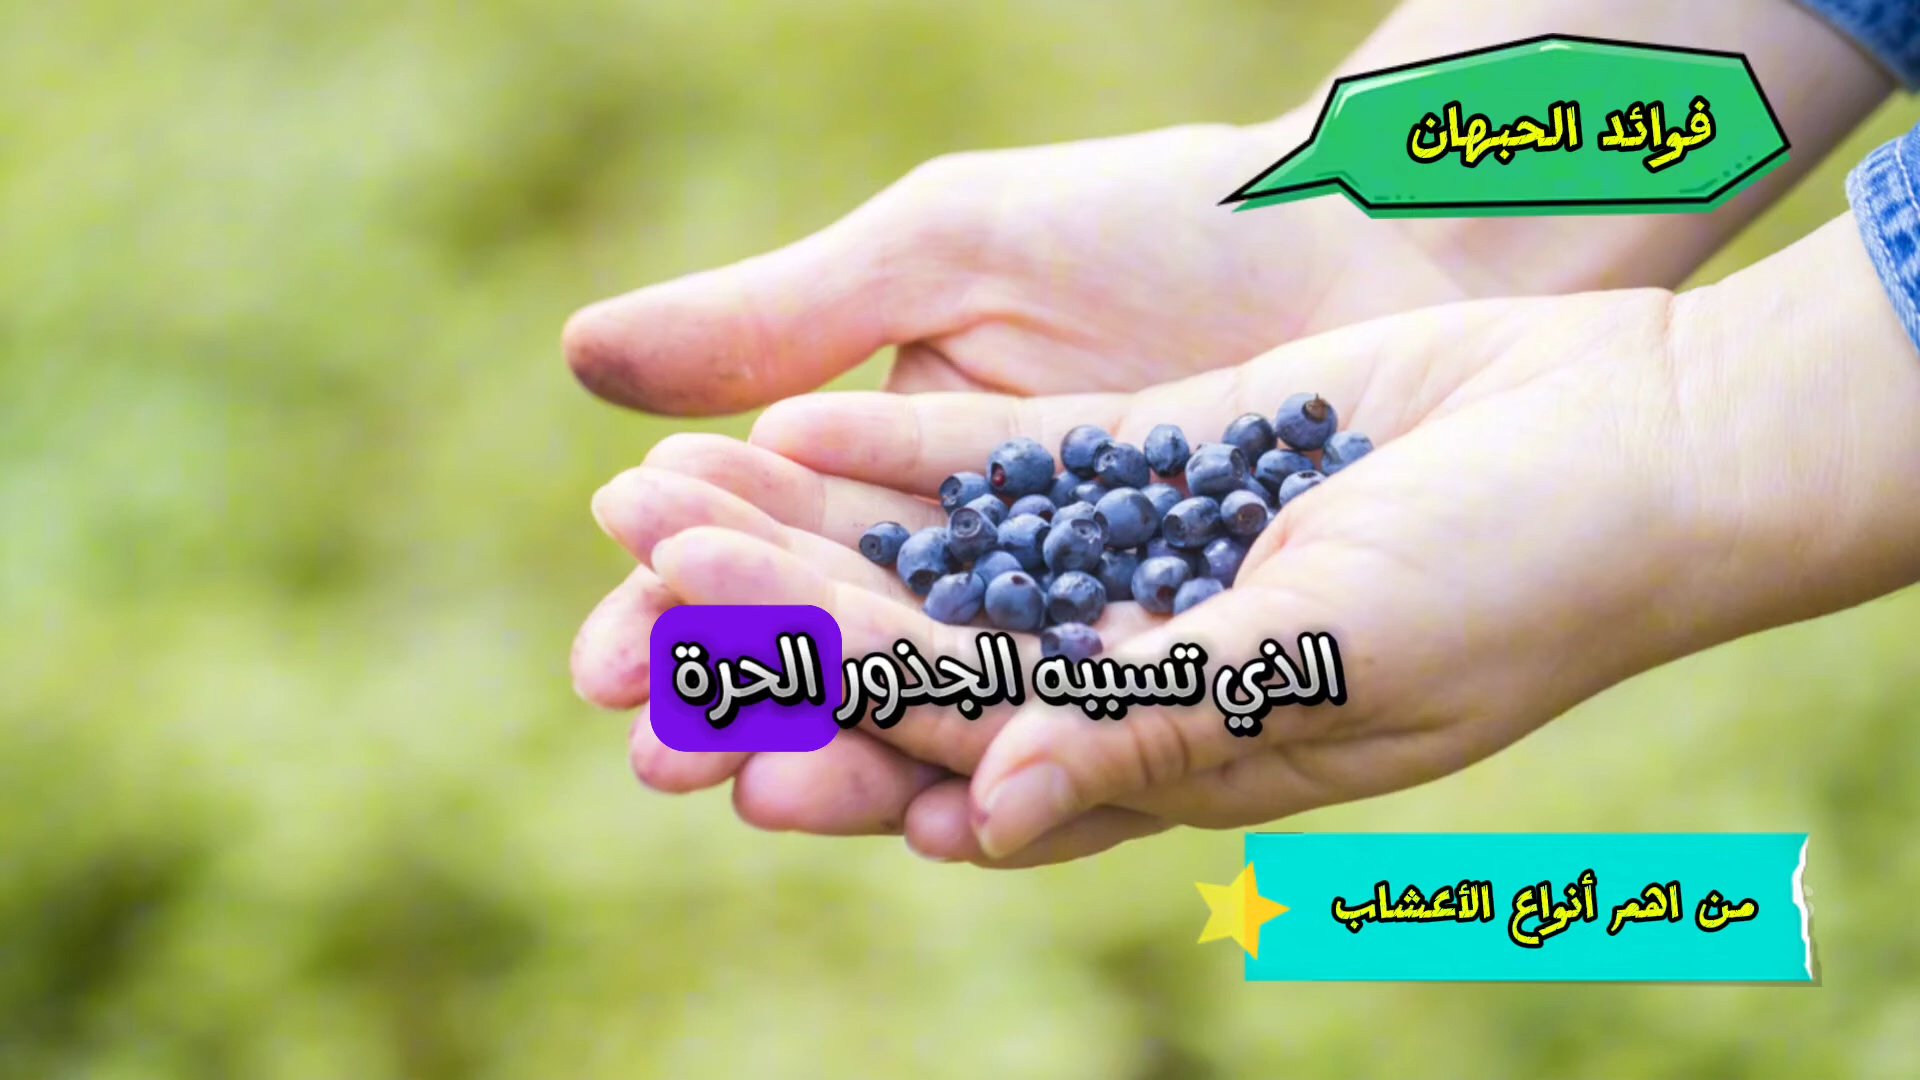 فوائد الحبهان
الذي تسببه الجذور الحرة
من اهم أنواع الأعشاب